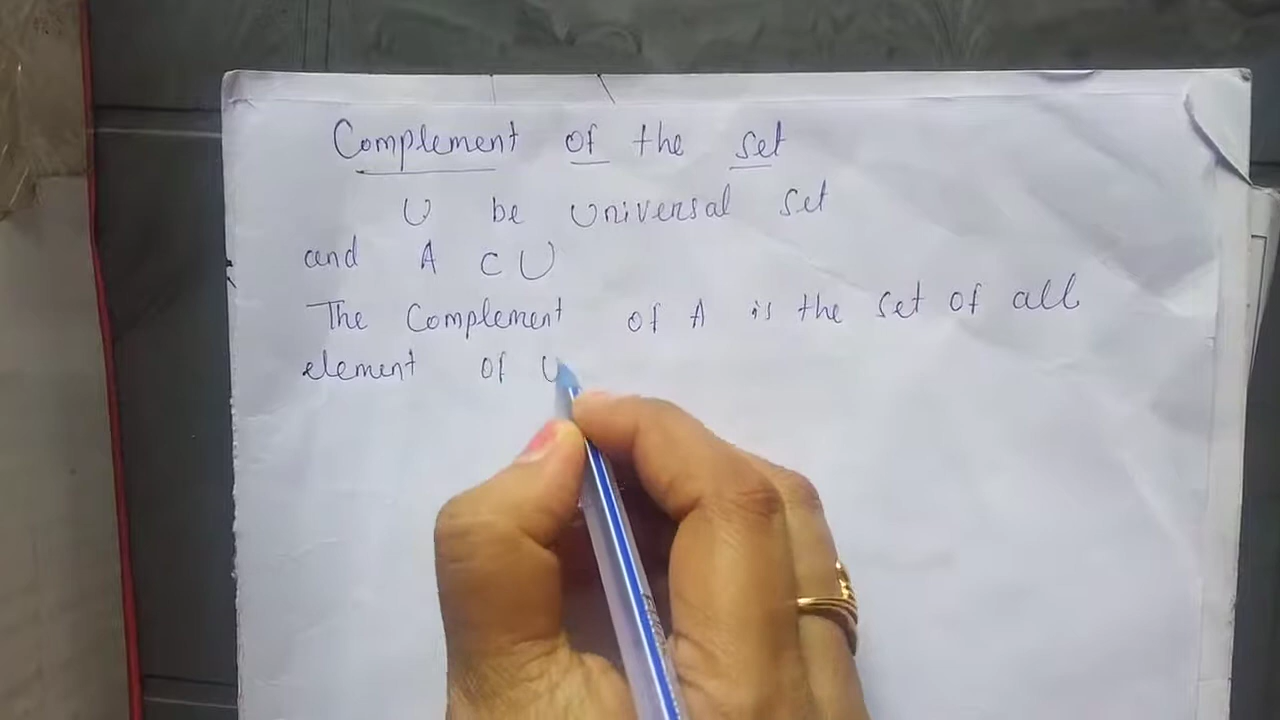 Complement of the set
U be Universal set
and A ⊂ U
The Complement of A is the set of all
element of U